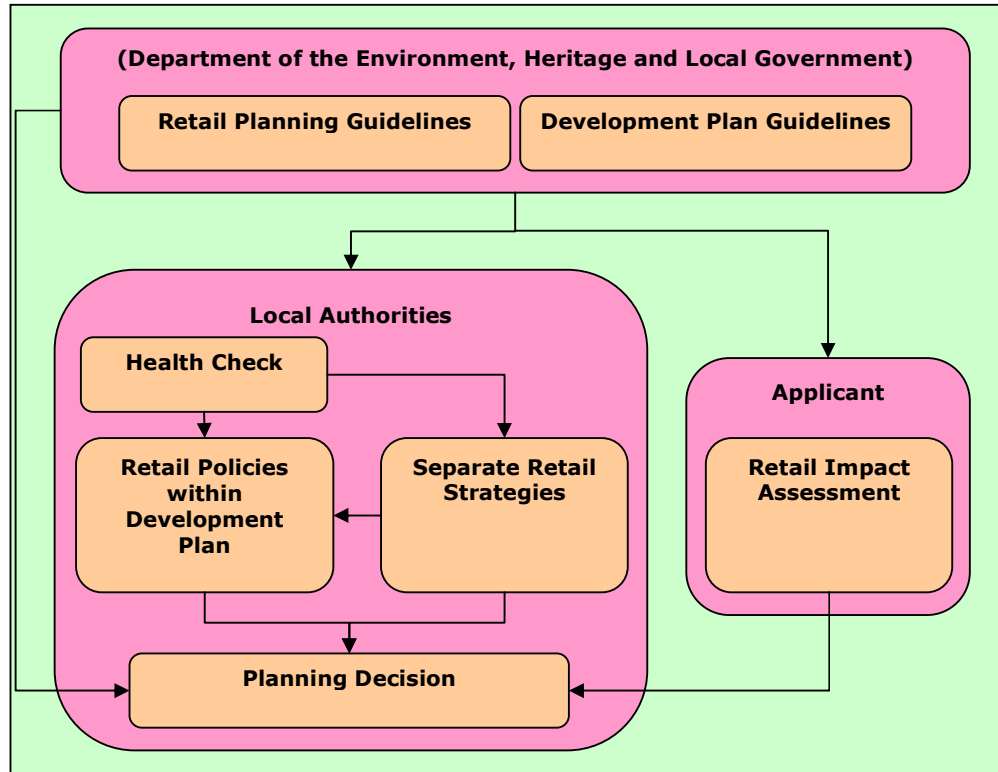 (Department of the Environment, Heritage and Local Government)
Retail Planning Guidelines
Development Plan Guidelines
Local Authorities
Health Check
Retail Policies
within
Development
Plan
Separate Retail
Strategies
Planning Decision
Applicant
Retail Impact
Assessment